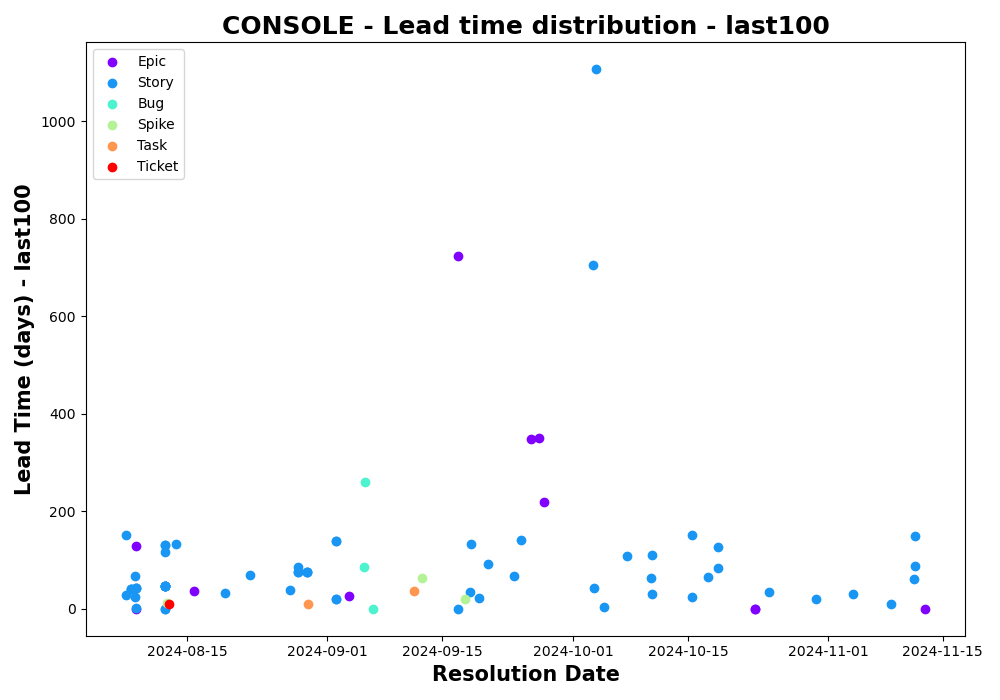 CONSOLE - Lead time distribution - last100
Epic
Story
Bug
Spike
Task
Ticket
Lead Time (days) - last100
1000
800
600
400
200
0
2024-08-15 2024-09-01 2024-09-15 2024-10-01 2024-10-15 2024-11-01 2024-11-15
Resolution Date